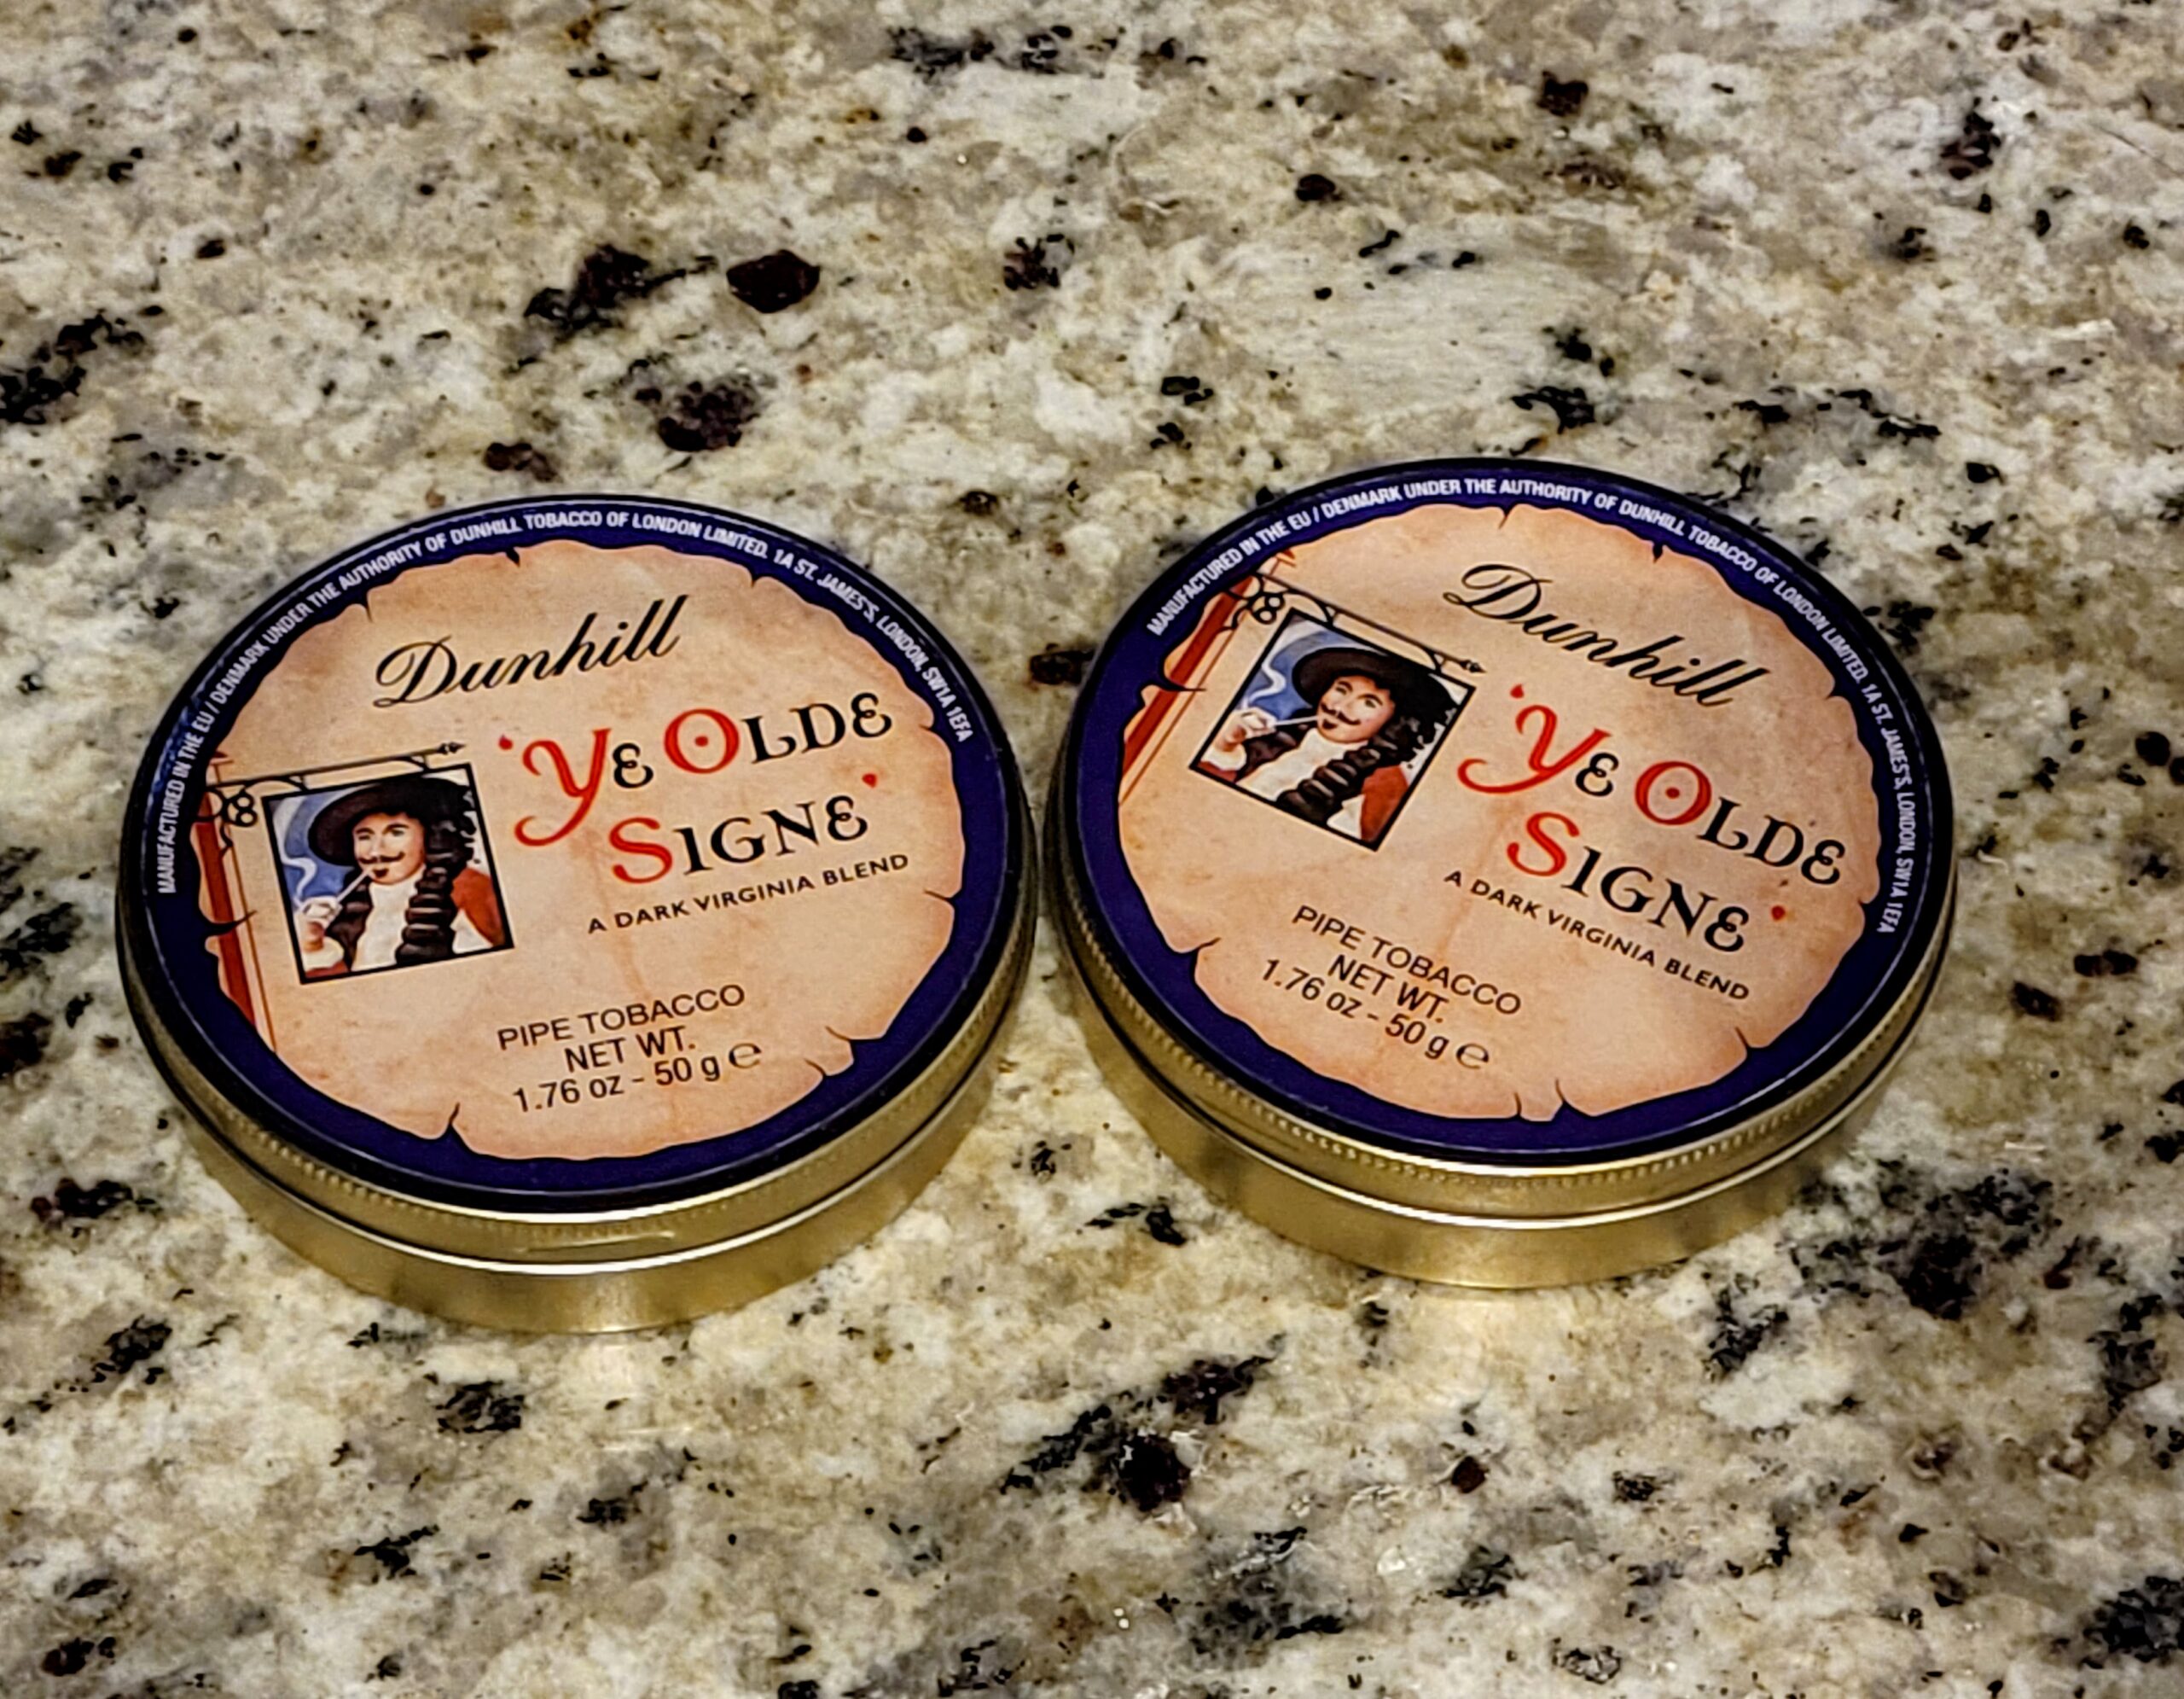 MANUFACTURED IN THE EU / DENMARK UNDER THE AUTHORITY OF DUNHILL TOBACCO OF LONDON LIMITED. 1A ST. JAMES'S, LONDON, SW1A 1EFA
Dunhill
'YE OLDE
SIGNE'
A DARK VIRGINIA BLEND
PIPE TOBACCO
NET WT.
1.76 oz - 50 g ℮
MANUFACTURED IN THE EU / DENMARK UNDER THE AUTHORITY OF DUNHILL TOBACCO OF LONDON LIMITED. 1A ST. JAMES'S, LONDON, SW1A 1EFA
Dunhill
'YE OLDE
SIGNE'
A DARK VIRGINIA BLEND
PIPE TOBACCO
NET WT.
1.76 oz - 50 g ℮